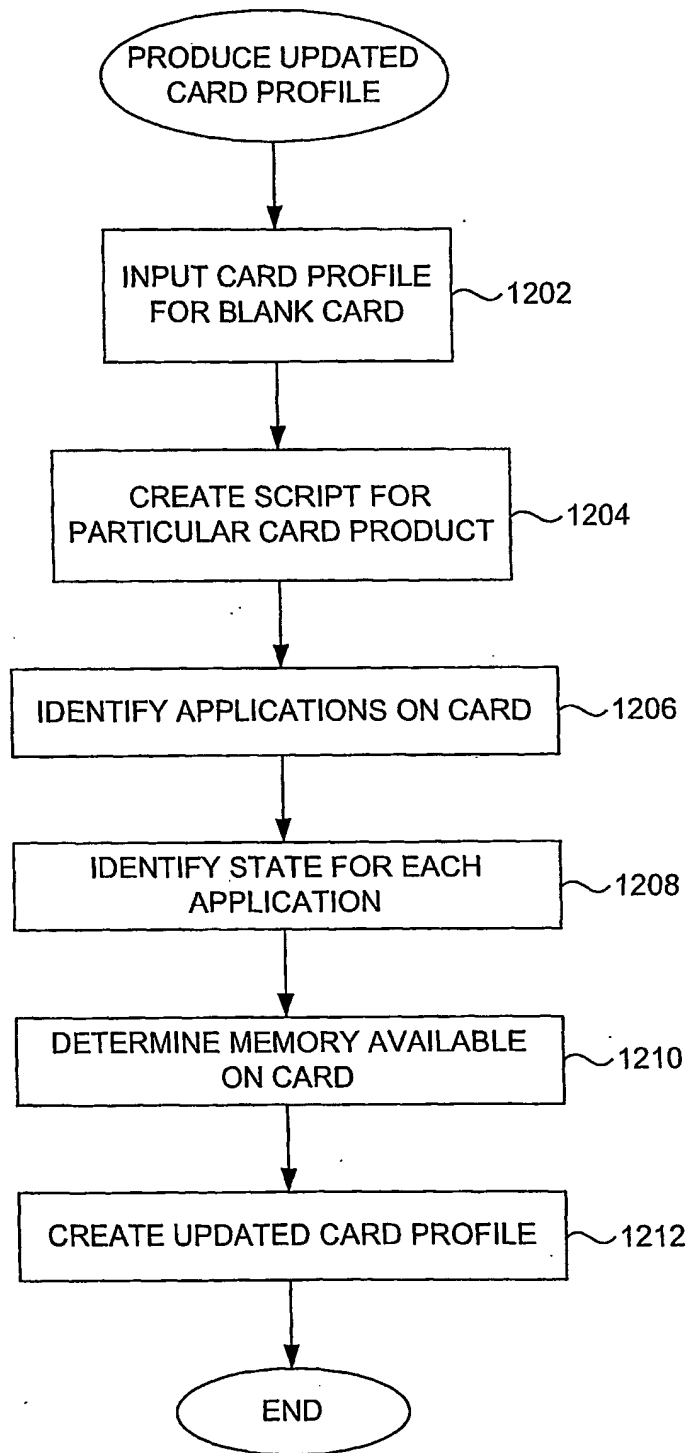 PRODUCE UPDATED
CARD PROFILE
INPUT CARD PROFILE
FOR BLANK CARD
1202
CREATE SCRIPT FOR
PARTICULAR CARD PRODUCT
1204
IDENTIFY APPLICATIONS ON CARD
1206
IDENTIFY STATE FOR EACH
APPLICATION
1208
DETERMINE MEMORY AVAILABLE
ON CARD
1210
CREATE UPDATED CARD PROFILE
1212
END